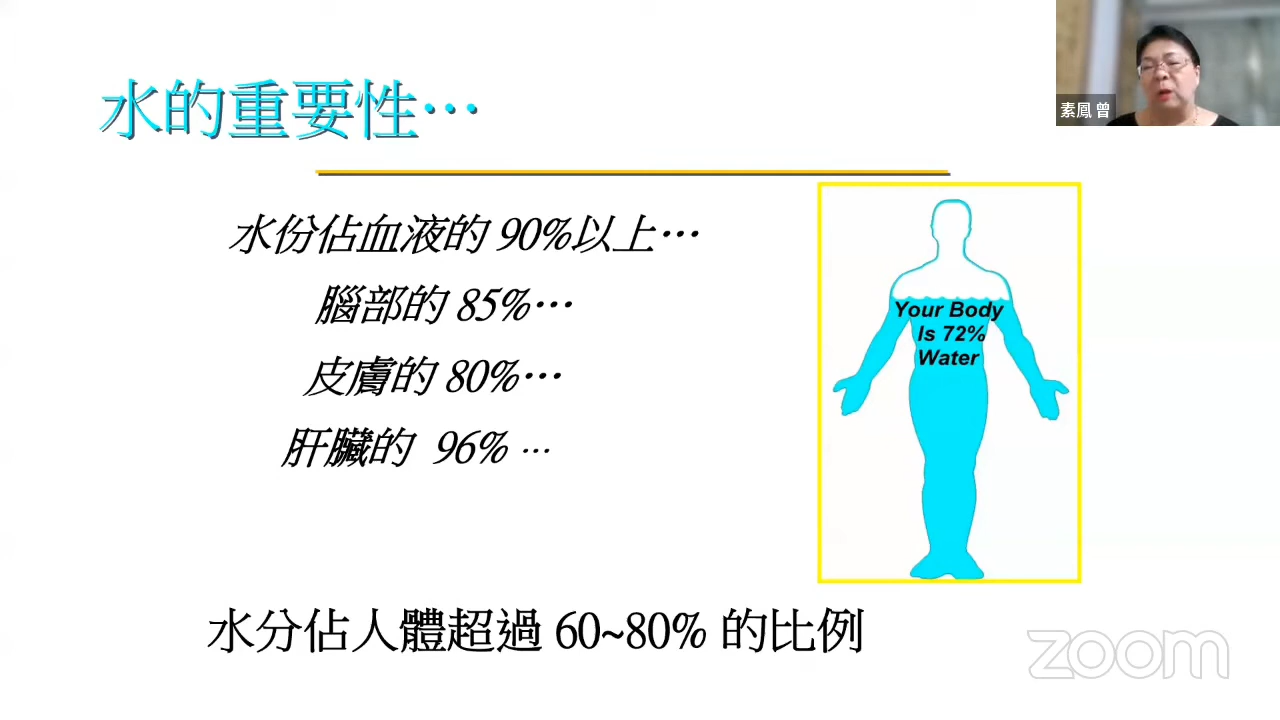 水的重要性…
素鳳 曾
水份佔血液的 90%以上…
腦部的 85%…
皮膚的 80%…
肝臟的 96% …
Your Body
Is 72%
Water
水分佔人體超過 60~80% 的比例
zoom